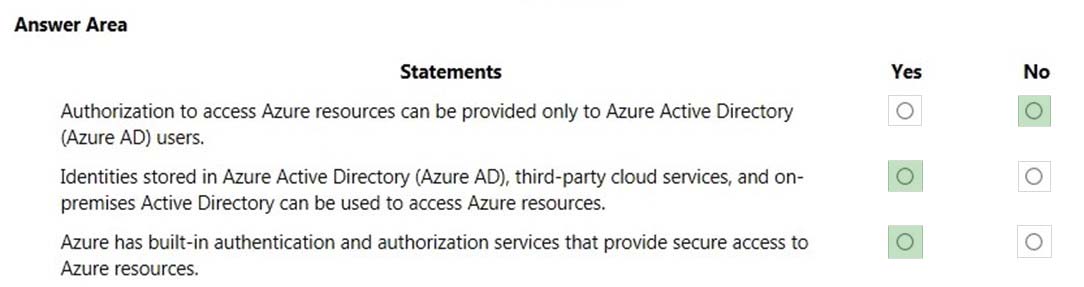 Answer Area
Statements Yes No
Authorization to access Azure resources can be provided only to Azure Active Directory
(Azure AD) users.
Identities stored in Azure Active Directory (Azure AD), third-party cloud services, and on-
premises Active Directory can be used to access Azure resources.
Azure has built-in authentication and authorization services that provide secure access to
Azure resources.